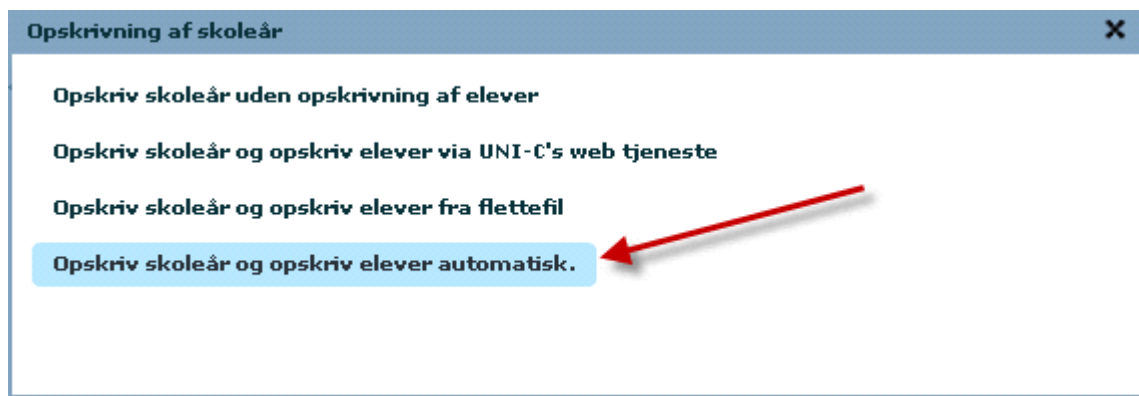 Opskrivning af skoleår
Opskriv skoleår uden opskrivning af elever
Opskriv skoleår og opskriv elever via UNI-C's web tjeneste
Opskriv skoleår og opskriv elever fra flettefil
Opskriv skoleår og opskriv elever automatisk.